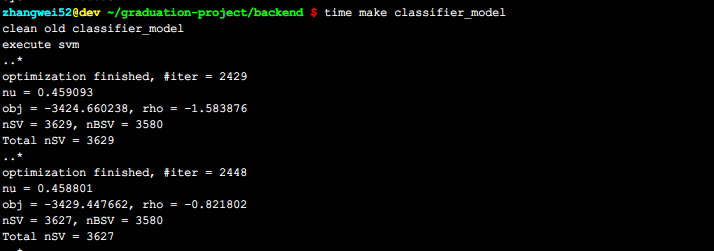 zhangwei52@dev ~/graduation-project/backend $ time make classifier_model
clean old classifier_model
execute svm
..*
optimization finished, #iter = 2429
nu = 0.459093
obj = -3424.660238, rho = -1.583876
nSV = 3629, nBSV = 3580
Total nSV = 3629
..*
optimization finished, #iter = 2448
nu = 0.458801
obj = -3429.447662, rho = -0.821802
nSV = 3627, nBSV = 3580
Total nSV = 3627
..*